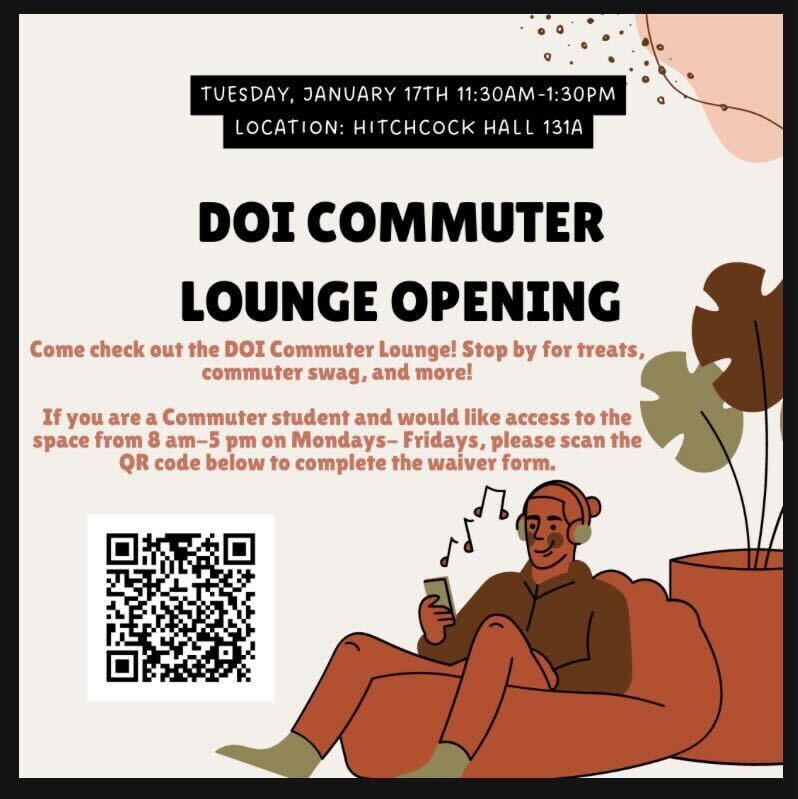 TUESDAY, JANUARY 17TH 11:30AM-1:30PM
LOCATION: HITCHCOCK HALL 131A
DOI COMMUTER
LOUNGE OPENING
Come check out the DOI Commuter Lounge! Stop by for treats,
commuter swag, and more!
If you are a Commuter student and would like access to the
space from 8 am-5 pm on Mondays- Fridays, please scan the
QR code below to complete the waiver form.